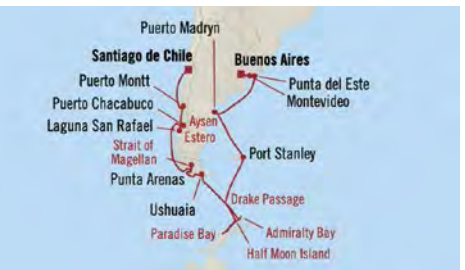 Puerto Madryn
Santiago de Chile
Buenos Aires
Puerto Montt
Punta del Este
Puerto Chacabuco
Montevideo
Laguna San Rafael
Aysen
Estero
Strait of
Magellan
Port Stanley
Punta Arenas
Ushuaia
Drake Passage
Paradise Bay
Admiralty Bay
Half Moon Island